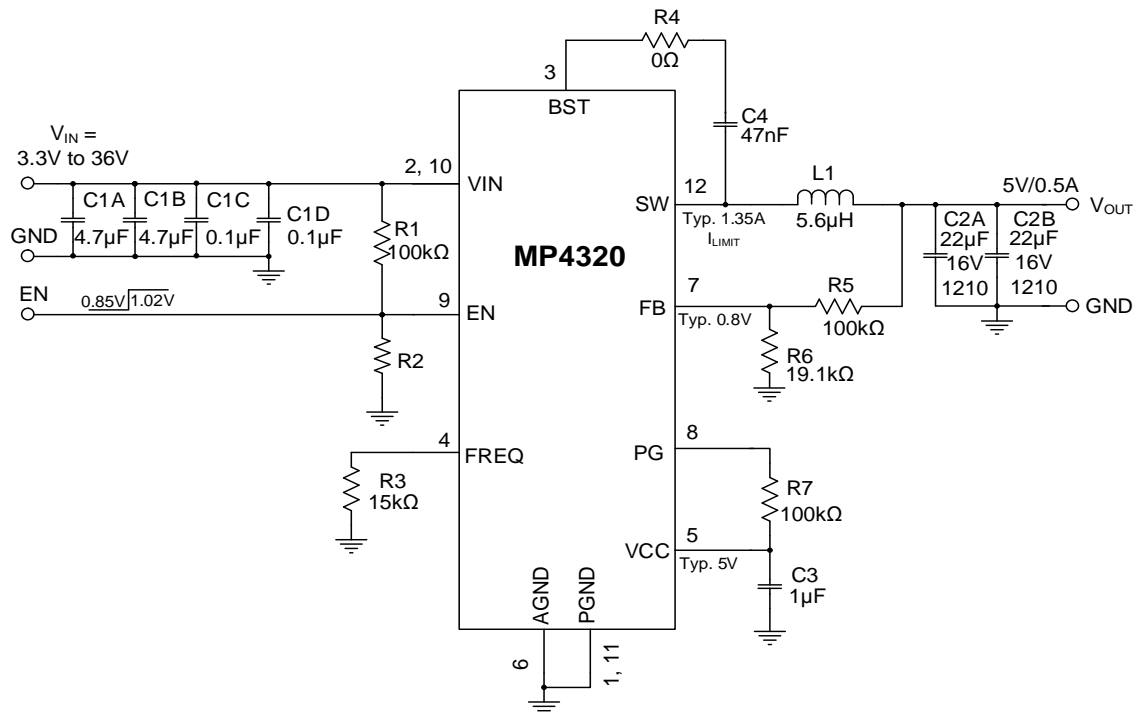 R4
0Ω
3
BST
C4
47nF
VIN =
3.3V to 36V
2, 10
VIN
C1A
4.7µF
C1B
4.7µF
C1C
0.1µF
C1D
0.1µF
GND
R1
100kΩ
EN
0.85V
1.02V
9
EN
R2
4
FREQ
R3
15kΩ
MP4320
SW
12
Typ. 1.35A
ILIMIT
L1
5.6µH
5V/0.5A
VOUT
C2A
22µF
16V
1210
C2B
22µF
16V
1210
GND
FB
7
Typ. 0.8V
R5
100kΩ
R6
19.1kΩ
PG
8
R7
100kΩ
VCC
5
Typ. 5V
C3
1µF
AGND
PGND
6
1, 11